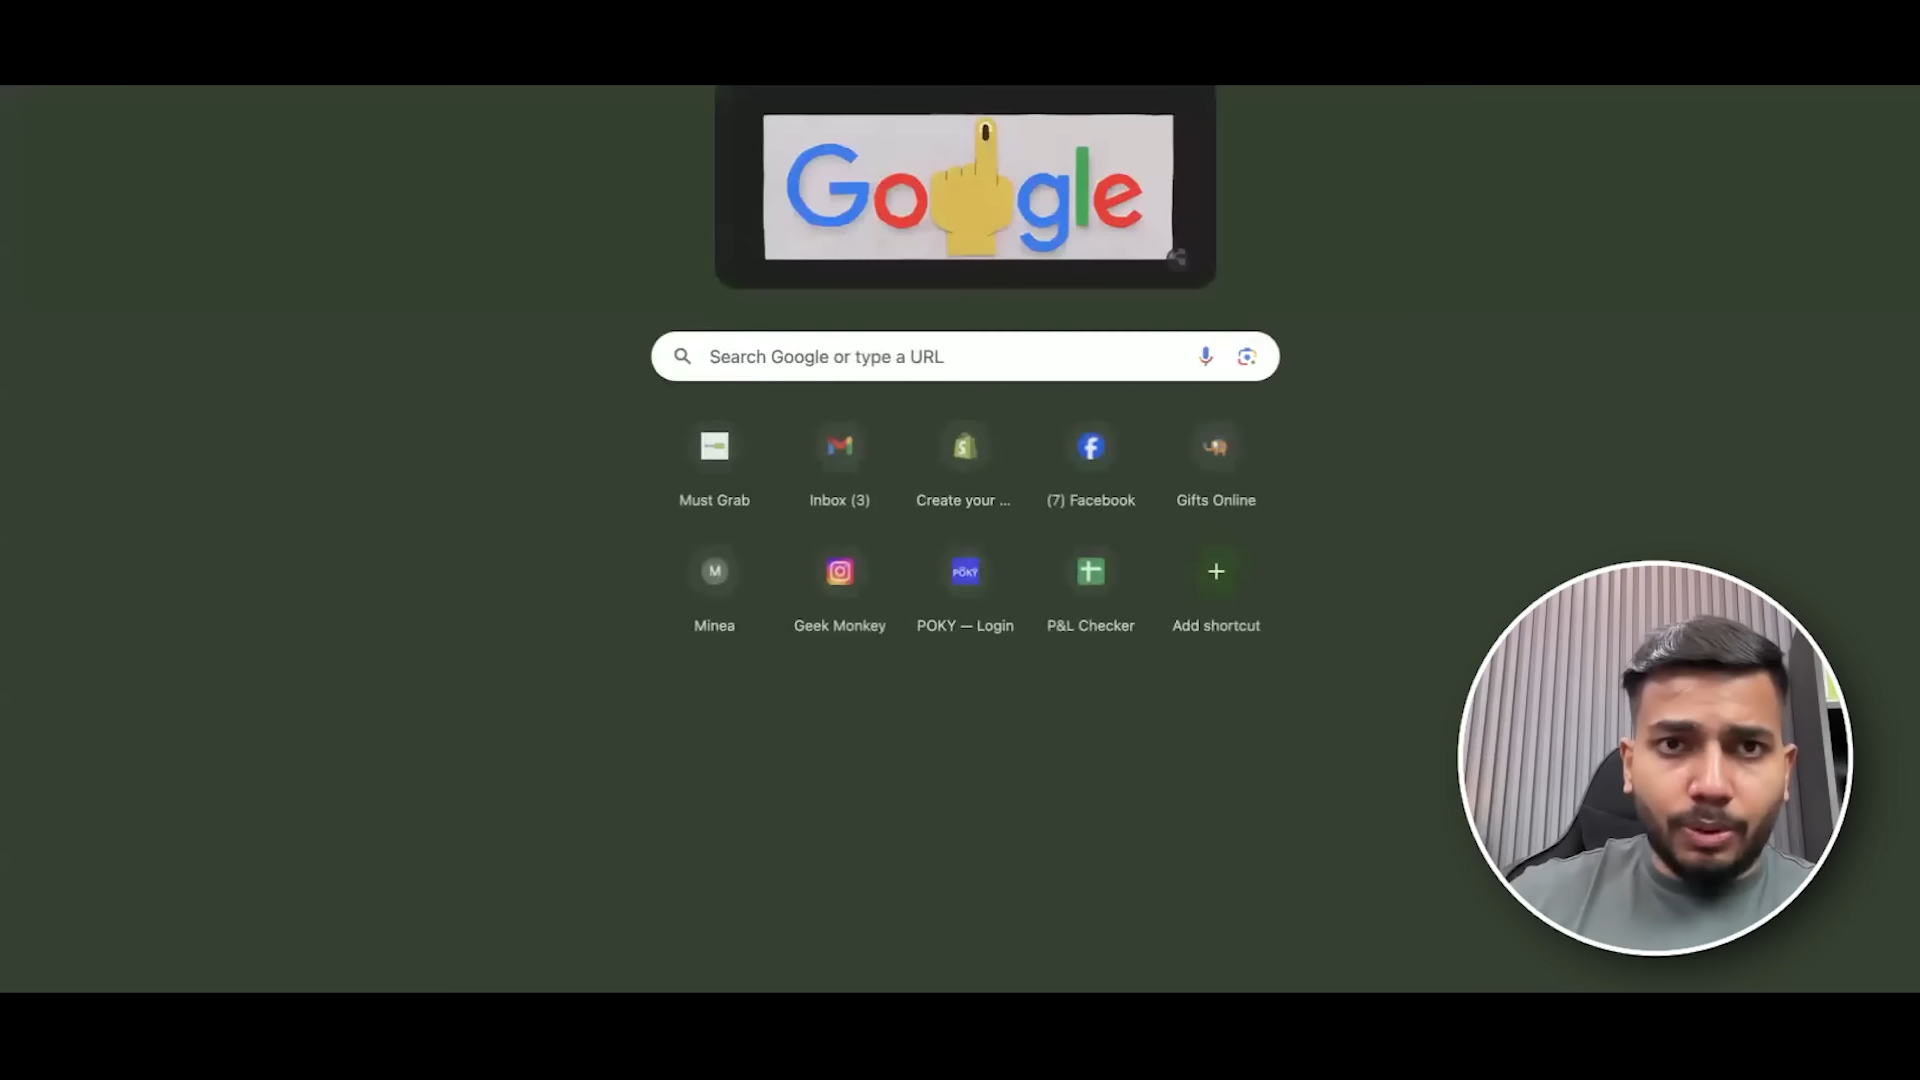 Google
Search Google or type a URL
Must Grab
Inbox (3)
Create your ...
(7) Facebook
Gifts Online
M
Minea
Geek Monkey
POKY
POKY — Login
P&L Checker
Add shortcut